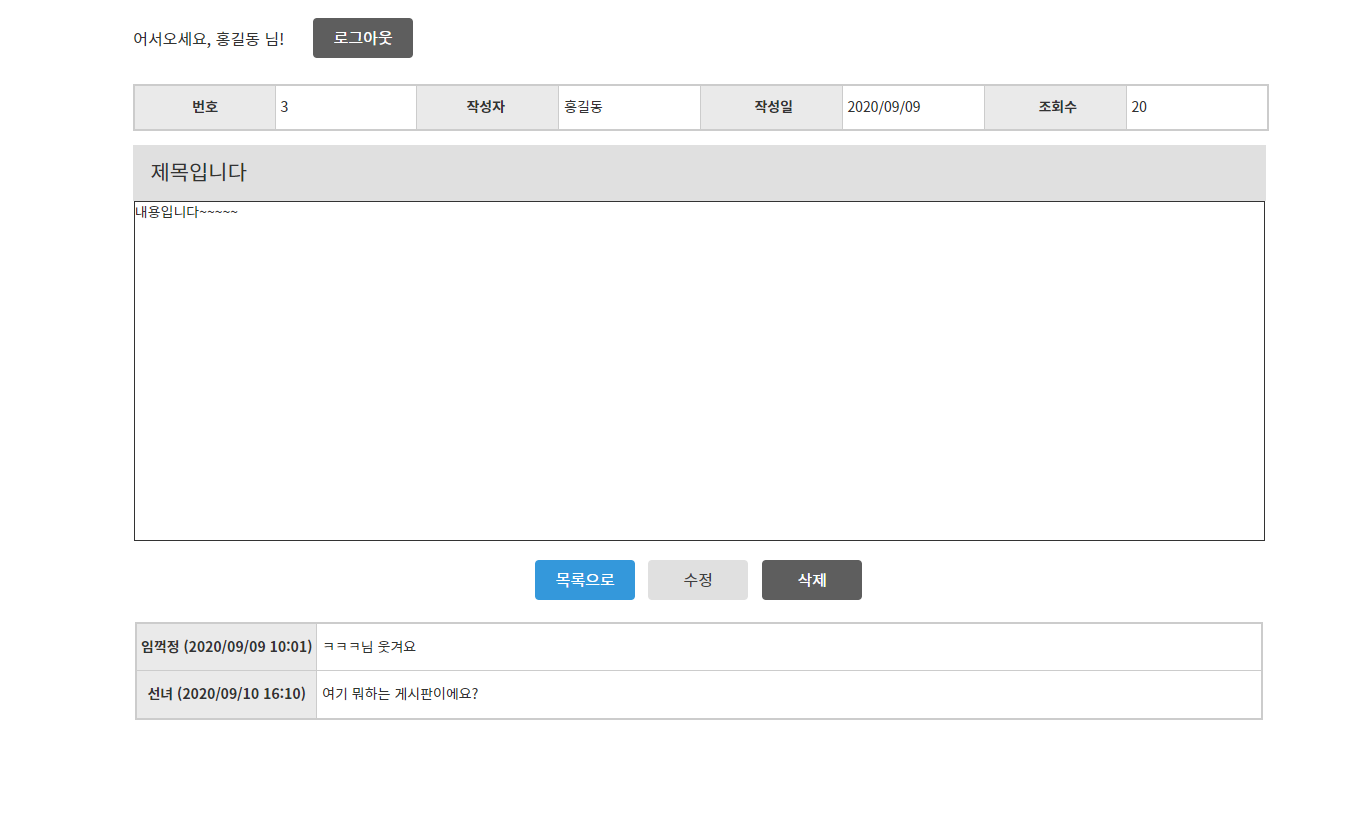 어서오세요, 홍길동 님! 로그아웃
번호 3 작성자 홍길동 작성일 2020/09/09 조회수 20
제목입니다
내용입니다~~~~~
목록으로 수정 삭제
임꺽정 (2020/09/09 10:01) ㅋㅋㅋ님 웃겨요
선녀 (2020/09/10 16:10) 여기 뭐하는 게시판이에요?